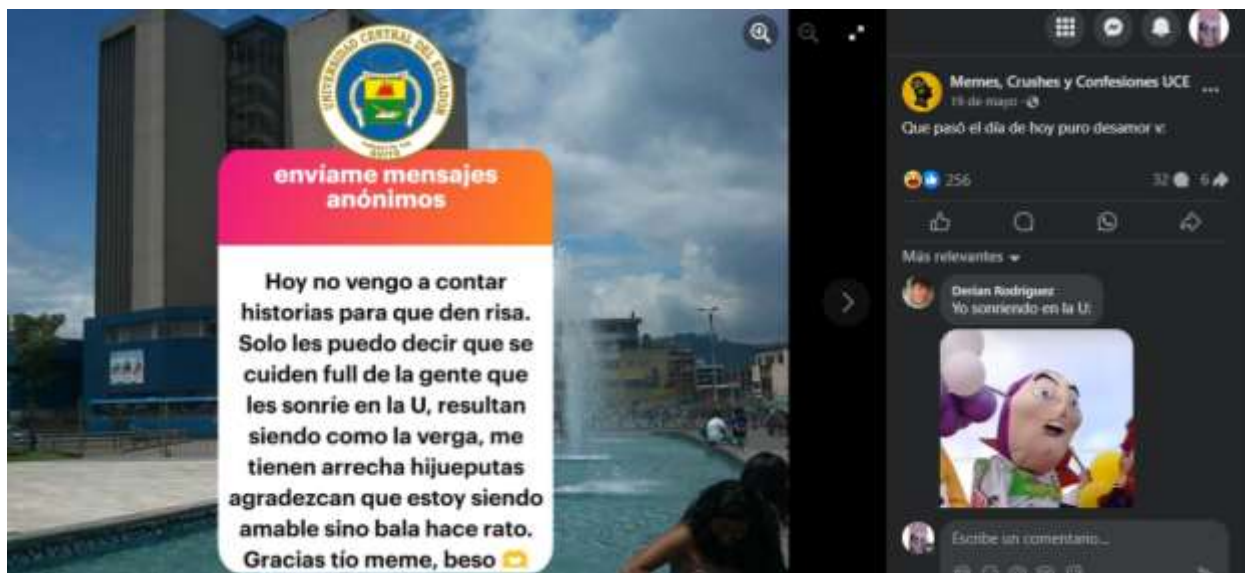 UNIVERSIDAD CENTRAL DEL ECUADOR
QUITO
envíame mensajes
anónimos
Hoy no vengo a contar
historias para que den risa.
Solo les puedo decir que se
cuiden full de la gente que
les sonríe en la U, resultan
siendo como la verga, me
tienen arrecha hijueputas
agradezcan que estoy siendo
amable sino bala hace rato.
Gracias tío meme, beso 🫶
Memes, Crushes y Confesiones UCE
19 de mayo
Que pasó el día de hoy puro desamor v:
256
32
6
Más relevantes
Derian Rodriguez
Yo sonriendo en la U:
Escribe un comentario...